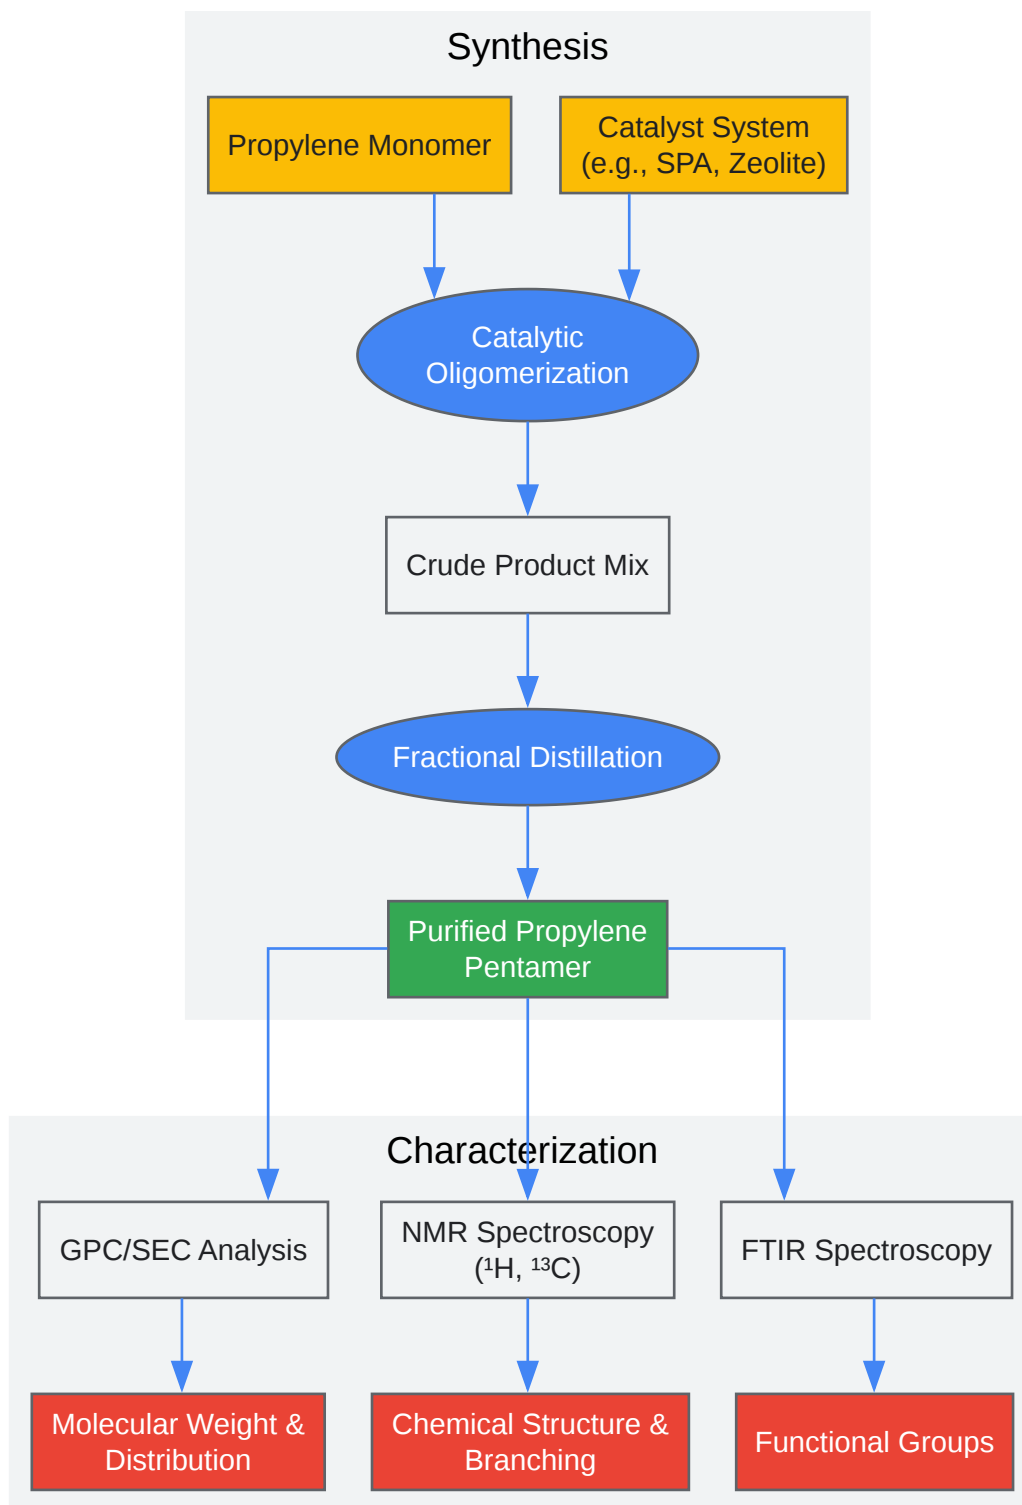 Synthesis
Propylene Monomer
Catalyst System
(e.g., SPA, Zeolite)
Catalytic
Oligomerization
Crude Product Mix
Fractional Distillation
Purified Propylene
Pentamer
Characterization
GPC/SEC Analysis
NMR Spectroscopy
(¹H, ¹³C)
FTIR Spectroscopy
Molecular Weight &
Distribution
Chemical Structure &
Branching
Functional Groups